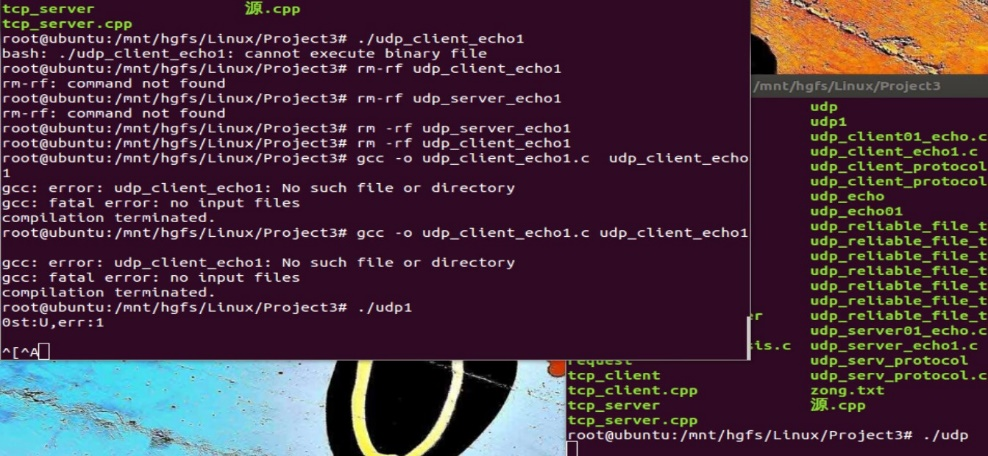 tcp_server 源.cpp
tcp_server.cpp
root@ubuntu:/mnt/hgfs/Linux/Project3# ./udp_client_echo1
bash: ./udp_client_echo1: cannot execute binary file
root@ubuntu:/mnt/hgfs/Linux/Project3# rm-rf udp_client_echo1
rm-rf: command not found
root@ubuntu:/mnt/hgfs/Linux/Project3# rm-rf udp_server_echo1
rm-rf: command not found
root@ubuntu:/mnt/hgfs/Linux/Project3# rm -rf udp_server_echo1
root@ubuntu:/mnt/hgfs/Linux/Project3# rm -rf udp_client_echo1
root@ubuntu:/mnt/hgfs/Linux/Project3# gcc -o udp_client_echo1.c  udp_client_echo
1
gcc: error: udp_client_echo1: No such file or directory
gcc: fatal error: no input files
compilation terminated.
root@ubuntu:/mnt/hgfs/Linux/Project3# gcc -o udp_client_echo1.c udp_client_echo1
gcc: error: udp_client_echo1: No such file or directory
gcc: fatal error: no input files
compilation terminated.
root@ubuntu:/mnt/hgfs/Linux/Project3# ./udp1
0st:U,err:1
^[^A
/mnt/hgfs/Linux/Project3
udp
udp1
udp_client01_echo.c
udp_client_echo1.c
udp_client_protocol
udp_client_protocol
udp_echo
udp_echo01
udp_reliable_file_t
udp_reliable_file_t
udp_reliable_file_t
udp_reliable_file_t
udp_reliable_file_t
er udp_reliable_file_t
udp_server01_echo.c
sis.c udp_server_echo1.c
request udp_serv_protocol
tcp_client udp_serv_protocol.c
tcp_client.cpp zong.txt
tcp_server 源.cpp
tcp_server.cpp
root@ubuntu:/mnt/hgfs/Linux/Project3# ./udp